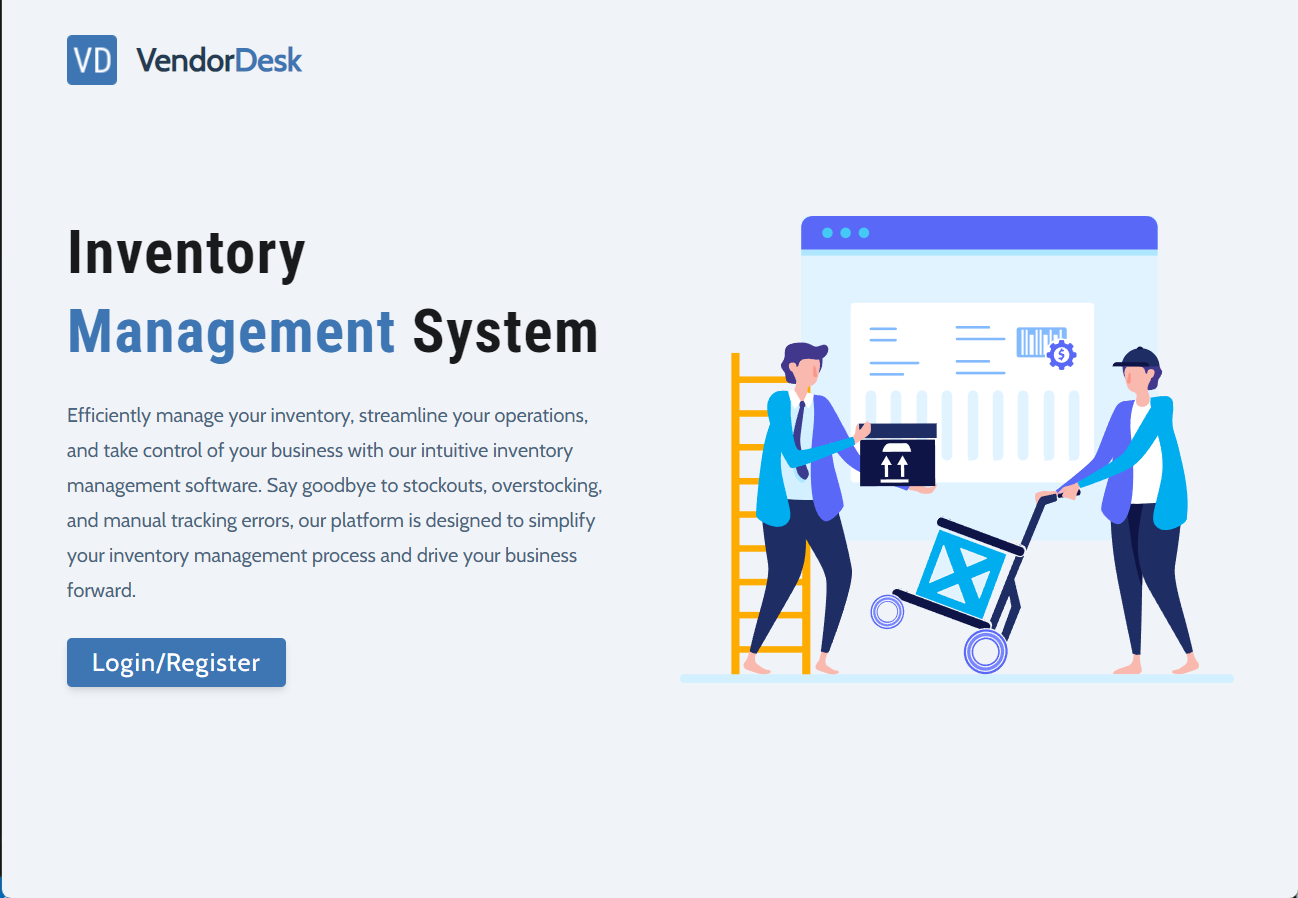 VD VendorDesk
Inventory
Management System
Efficiently manage your inventory, streamline your operations,
and take control of your business with our intuitive inventory
management software. Say goodbye to stockouts, overstocking,
and manual tracking errors, our platform is designed to simplify
your inventory management process and drive your business
forward.
Login/Register
$